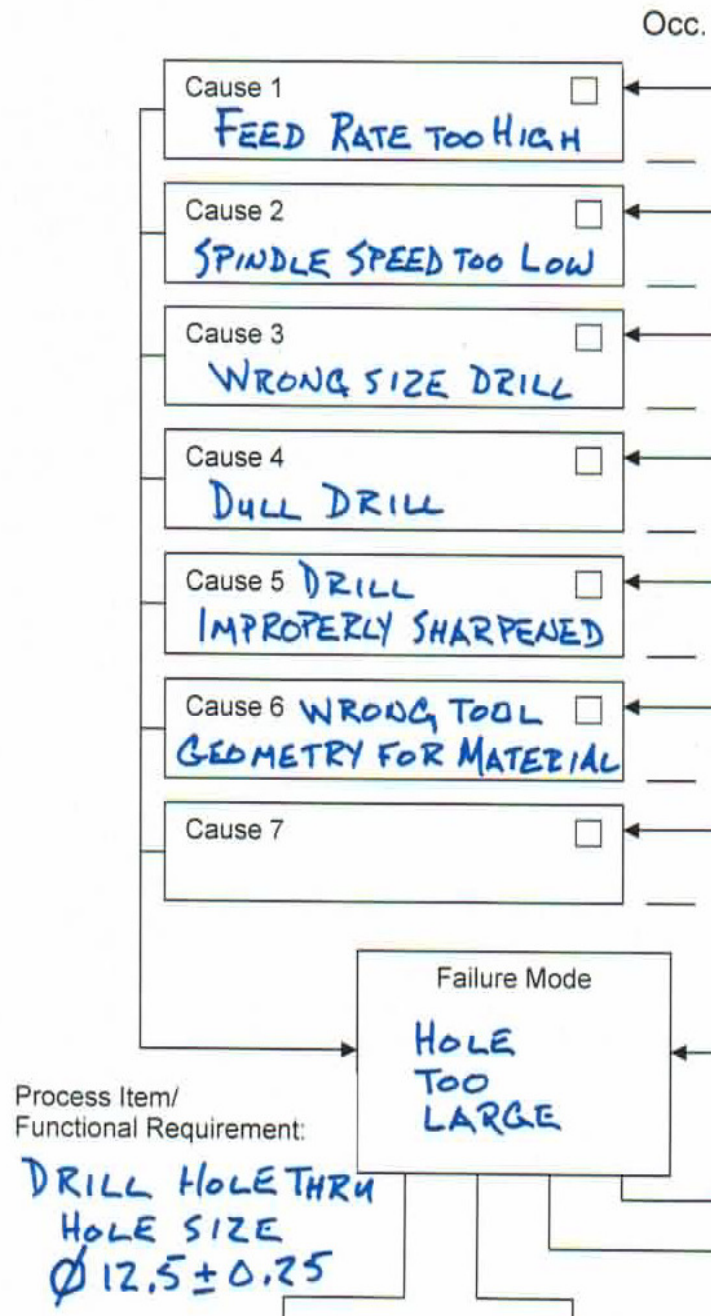 Occ.
Cause 1
FEED RATE TOO HIGH
Cause 2
SPINDLE SPEED TOO LOW
Cause 3
WRONG SIZE DRILL
Cause 4
DULL DRILL
Cause 5 DRILL
IMPROPERLY SHARPENED
Cause 6 WRONG TOOL
GEOMETRY FOR MATERIAL
Cause 7
Failure Mode
HOLE
TOO
LARGE
Process Item/
Functional Requirement:
DRILL HOLE THRU
HOLE SIZE
Ø 12.5 ± 0.25